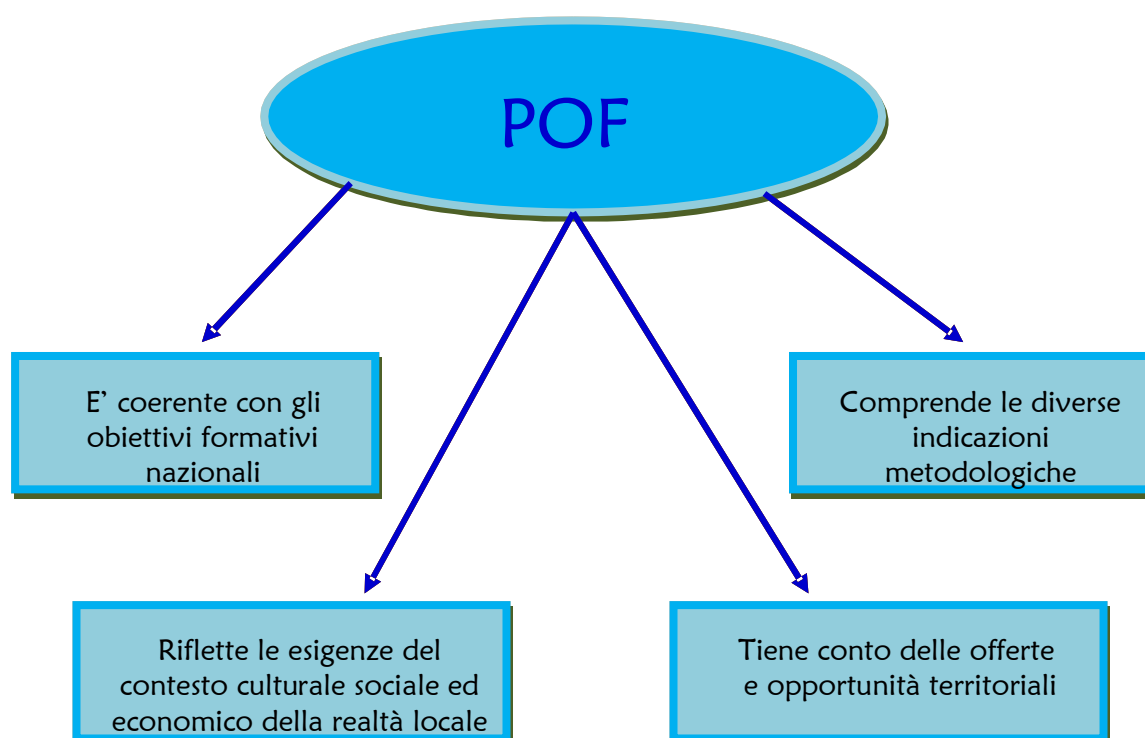 POF
E’ coerente con gli
obiettivi formativi
nazionali
Comprende le diverse
indicazioni
metodologiche
Riflette le esigenze del
contesto culturale sociale ed
economico della realtà locale
Tiene conto delle offerte
e opportunità territoriali